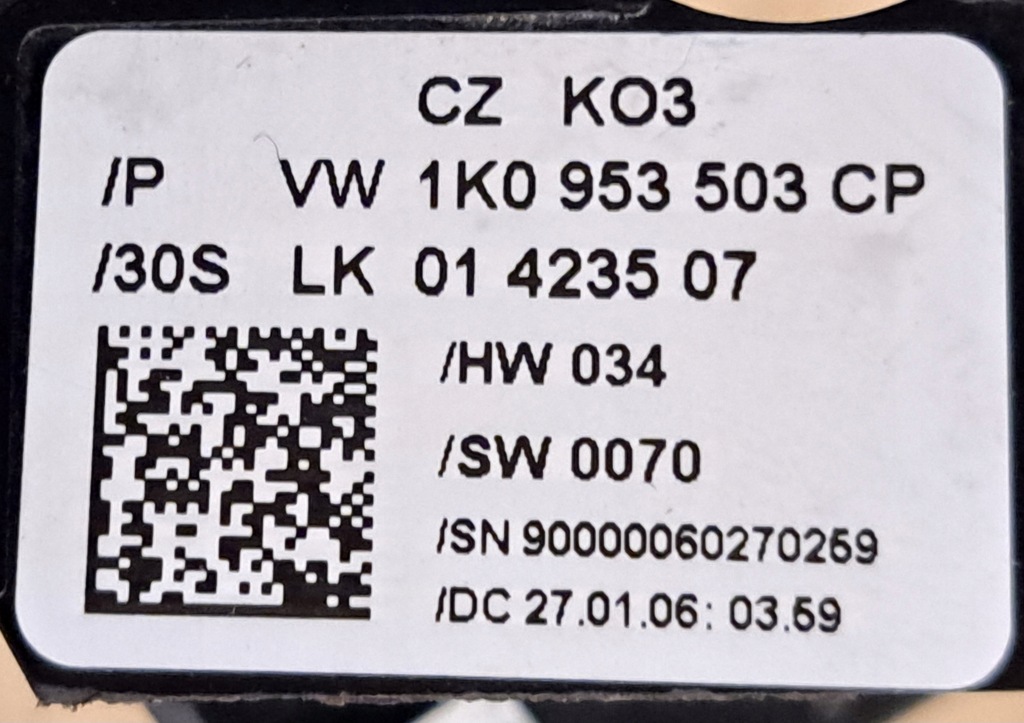 CZ KO3
/P VW 1K0 953 503 CP
/30S LK 01 4235 07
/HW 034
/SW 0070
/SN 90000060270259
/DC 27.01.06: 03.59